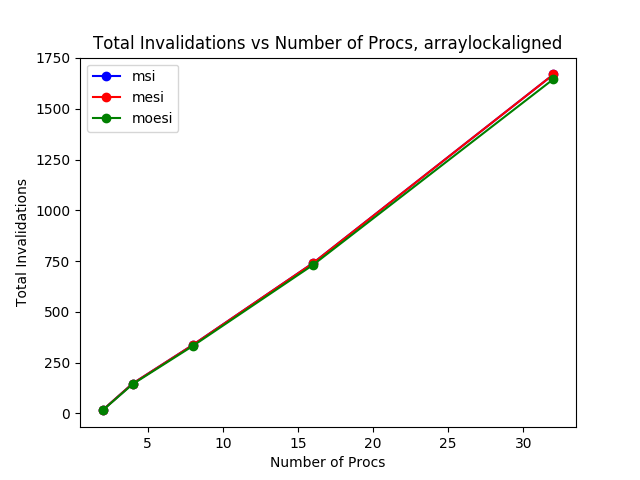 Total Invalidations vs Number of Procs, arraylockaligned
msi
mesi
moesi
Total Invalidations
1750
1500
1250
1000
750
500
250
0
5 10 15 20 25 30
Number of Procs